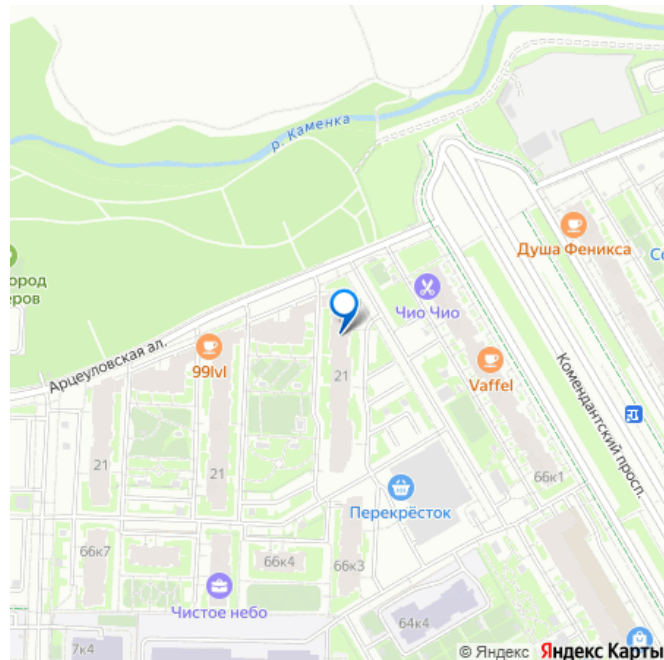 р. Каменка
Душа Феникса
Се
ород
еров
Чио Чио
Арцеуловская ал.
99lvl
Vaffel
21
Комендантский просп.
21
21
66к1
Перекрёсток
66к7
66к4
66к3
Чистое небо
64к4
7к4
© Яндекс Яндекс Карты